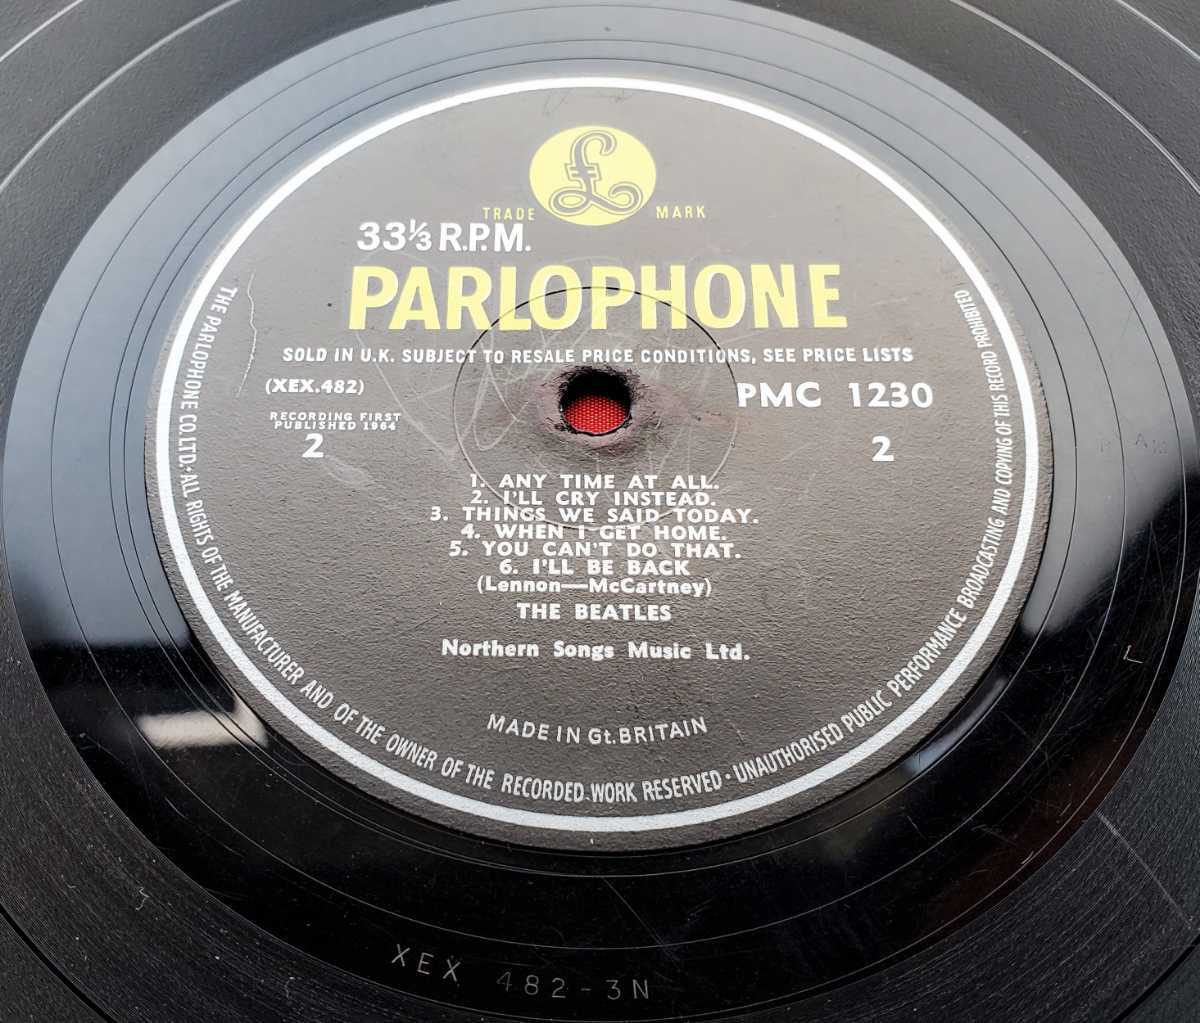 £
TRADE MARK
33⅓ R.P.M.
PARLOPHONE
SOLD IN U.K. SUBJECT TO RESALE PRICE CONDITIONS, SEE PRICE LISTS
(XEX.482)
PMC 1230
RECORDING FIRST
PUBLISHED 1964
2
2
1. ANY TIME AT ALL.
2. I'LL CRY INSTEAD.
3. THINGS WE SAID TODAY.
4. WHEN I GET HOME.
5. YOU CAN'T DO THAT.
6. I'LL BE BACK
(Lennon—McCartney)
THE BEATLES
Northern Songs Music Ltd.
MADE IN Gt. BRITAIN
THE PARLOPHONE CO. LTD. · ALL RIGHTS OF THE MANUFACTURER AND OF THE OWNER OF THE RECORDED WORK RESERVED · UNAUTHORISED PUBLIC PERFORMANCE BROADCASTING AND COPYING OF THIS RECORD PROHIBITED
XEX 482-3N